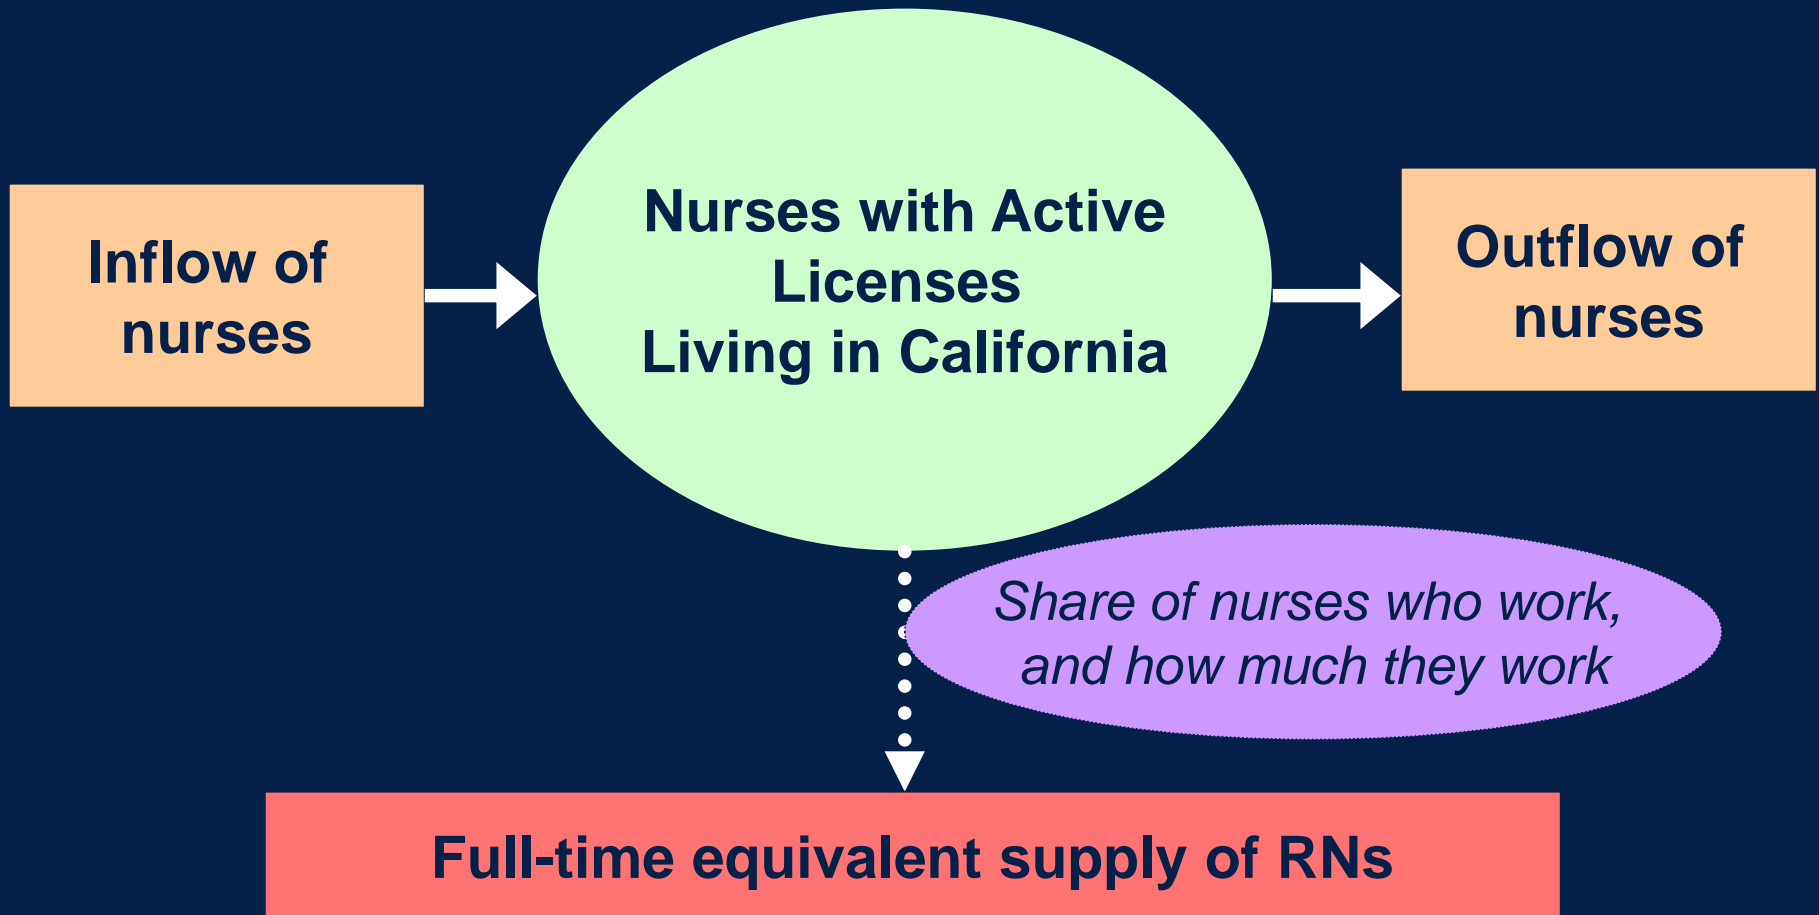 Inflow of
nurses
Nurses with Active
Licenses
Living in California
Outflow of
nurses
Share of nurses who work,
and how much they work
Full-time equivalent supply of RNs